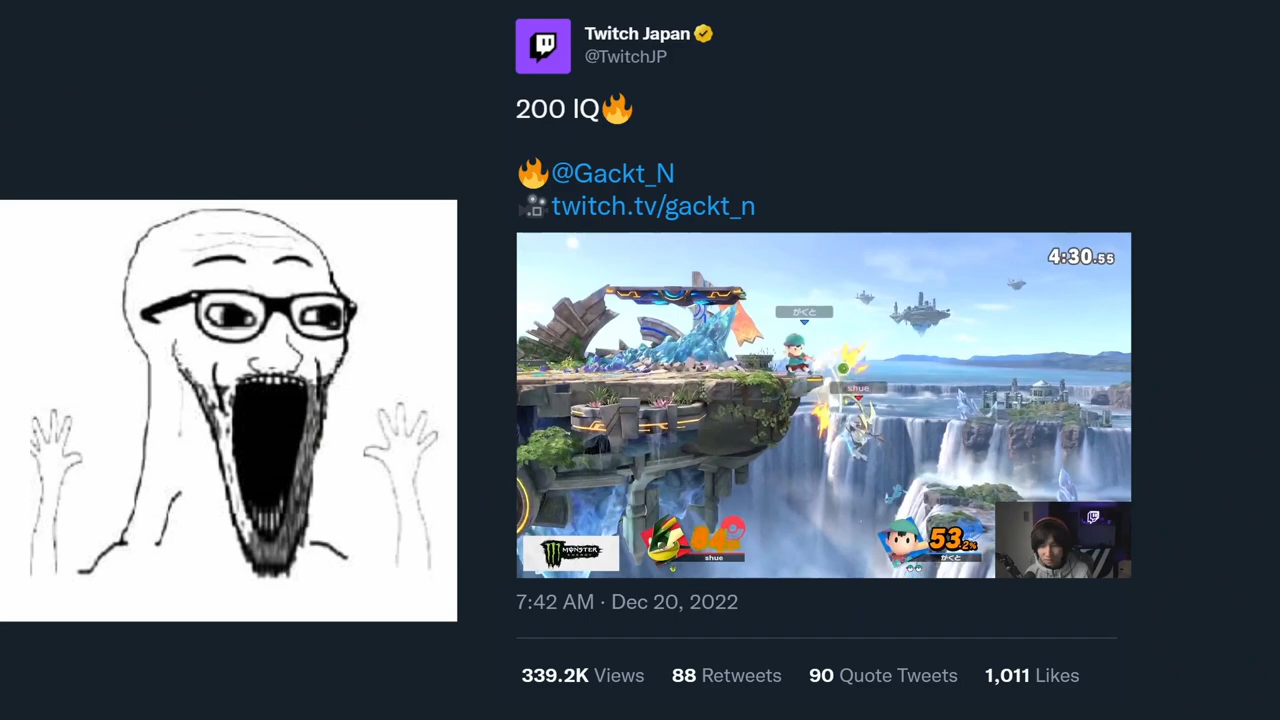 Twitch Japan
@TwitchJP
200 IQ🔥
🔥@Gackt_N
🎥twitch.tv/gackt_n
4:30.55
がくと
shue
MONSTER
ENERGY
shue
53.2%
がくと
7:42 AM · Dec 20, 2022
339.2K Views 88 Retweets 90 Quote Tweets 1,011 Likes